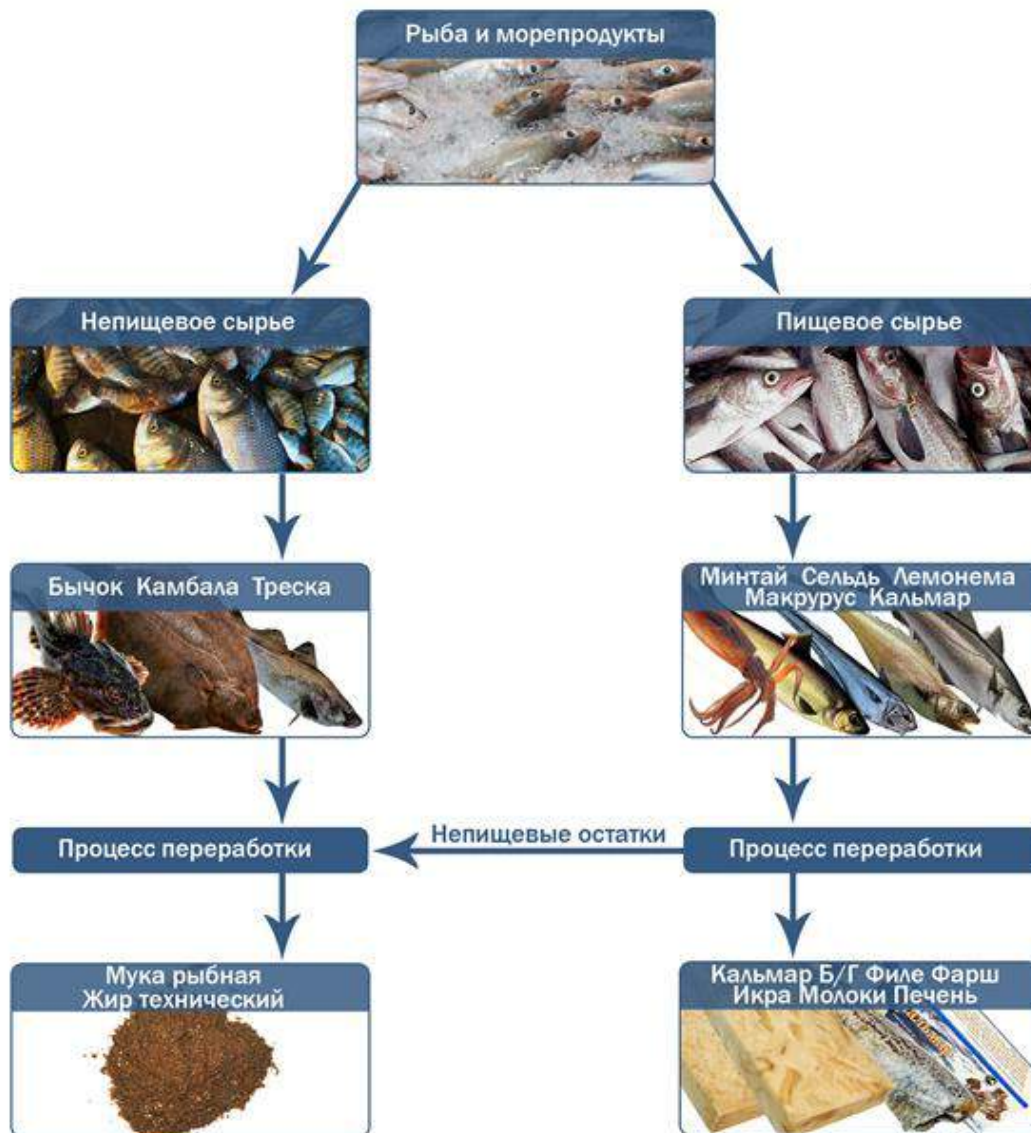 Рыба и морепродукты
Непищевое сырье
Пищевое сырье
Бычок Камбала Треска
Минтай Сельдь Лемонема
Макрурус Кальмар
Процесс переработки
Непищевые остатки
Процесс переработки
Мука рыбная
Жир технический
Кальмар Б/Г Филе Фарш
Икра Молоки Печень